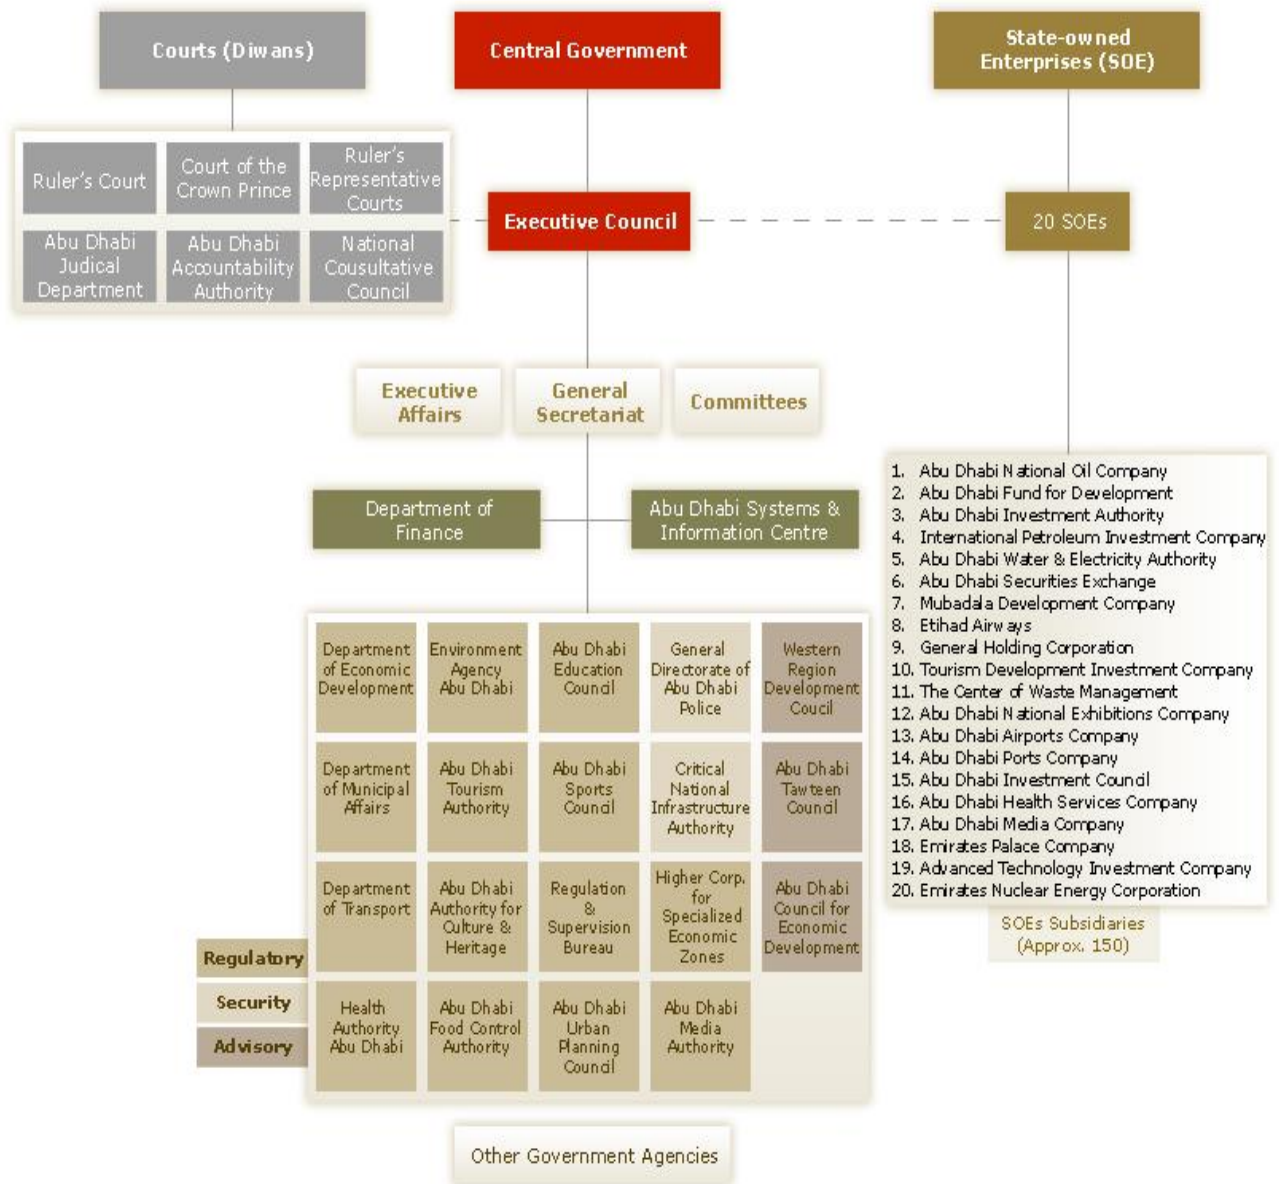 Courts (Diwans)
Central Government
State-owned
Enterprises (SOE)
Ruler's Court
Court of the
Crown Prince
Ruler's
Representative
Courts
Abu Dhabi
Judical
Department
Abu Dhabi
Accountability
Authority
National
Cousultative
Council
Executive Council
20 SOEs
Executive
Affairs
General
Secretariat
Committees
Department of
Finance
Abu Dhabi Systems &
Information Centre
Department
of Economic
Development
Environment
Agency
Abu Dhabi
Abu Dhabi
Education
Council
General
Directorate of
Abu Dhabi
Police
Western
Region
Development
Coucil
Department
of Municipal
Affairs
Abu Dhabi
Tourism
Authority
Abu Dhabi
Sports
Council
Critical
National
Infrastructure
Authority
Abu Dhabi
Tawteen
Council
Department
of Transport
Abu Dhabi
Authority for
Culture &
Heritage
Regulation
&
Supervision
Bureau
Higher Corp.
for
Specialized
Economic
Zones
Abu Dhabi
Council for
Economic
Development
Health
Authority
Abu Dhabi
Abu Dhabi
Food Control
Authority
Abu Dhabi
Urban
Planning
Council
Abu Dhabi
Media
Authority
Regulatory
Security
Advisory
Other Government Agencies
1. Abu Dhabi National Oil Company
2. Abu Dhabi Fund for Development
3. Abu Dhabi Investment Authority
4. International Petroleum Investment Company
5. Abu Dhabi Water & Electricity Authority
6. Abu Dhabi Securities Exchange
7. Mubadala Development Company
8. Etihad Airways
9. General Holding Corporation
10. Tourism Development Investment Company
11. The Center of Waste Management
12. Abu Dhabi National Exhibitions Company
13. Abu Dhabi Airports Company
14. Abu Dhabi Ports Company
15. Abu Dhabi Investment Council
16. Abu Dhabi Health Services Company
17. Abu Dhabi Media Company
18. Emirates Palace Company
19. Advanced Technology Investment Company
20. Emirates Nuclear Energy Corporation
SOEs Subsidiaries
(Approx. 150)